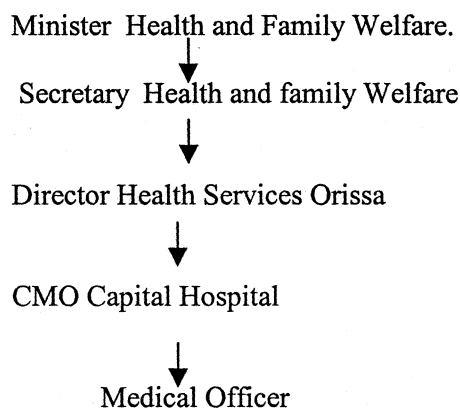 Minister Health and Family Welfare.
Secretary Health and family Welfare
Director Health Services Orissa
CMO Capital Hospital
Medical Officer